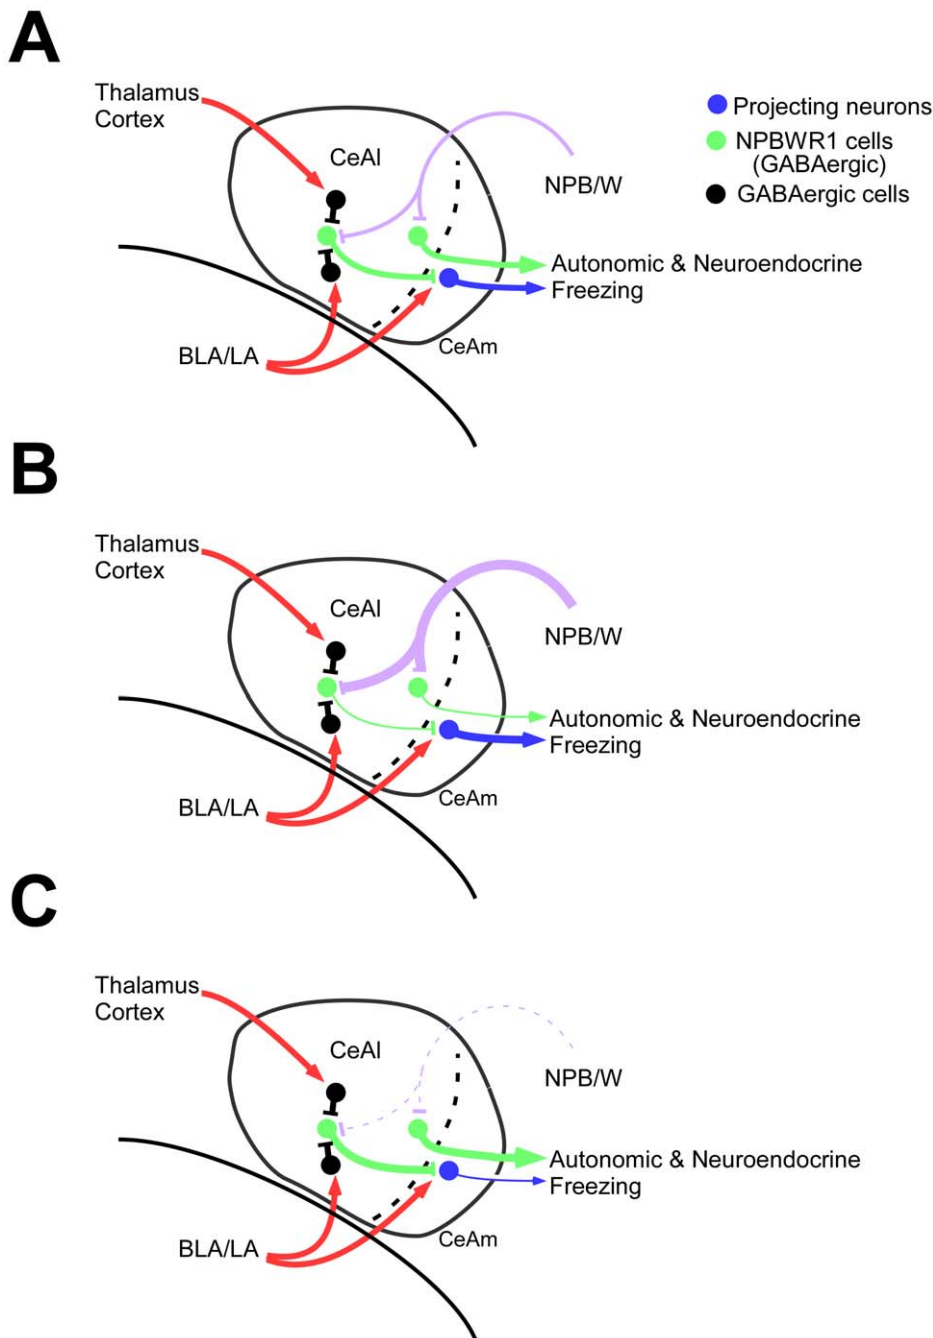 A
Thalamus
Cortex
CeAl
NPB/W
Projecting neurons
NPBWR1 cells
(GABAergic)
GABAergic cells
Autonomic & Neuroendocrine
Freezing
BLA/LA
CeAm
B
Thalamus
Cortex
CeAl
NPB/W
Autonomic & Neuroendocrine
Freezing
BLA/LA
CeAm
C
Thalamus
Cortex
CeAl
NPB/W
Autonomic & Neuroendocrine
Freezing
BLA/LA
CeAm